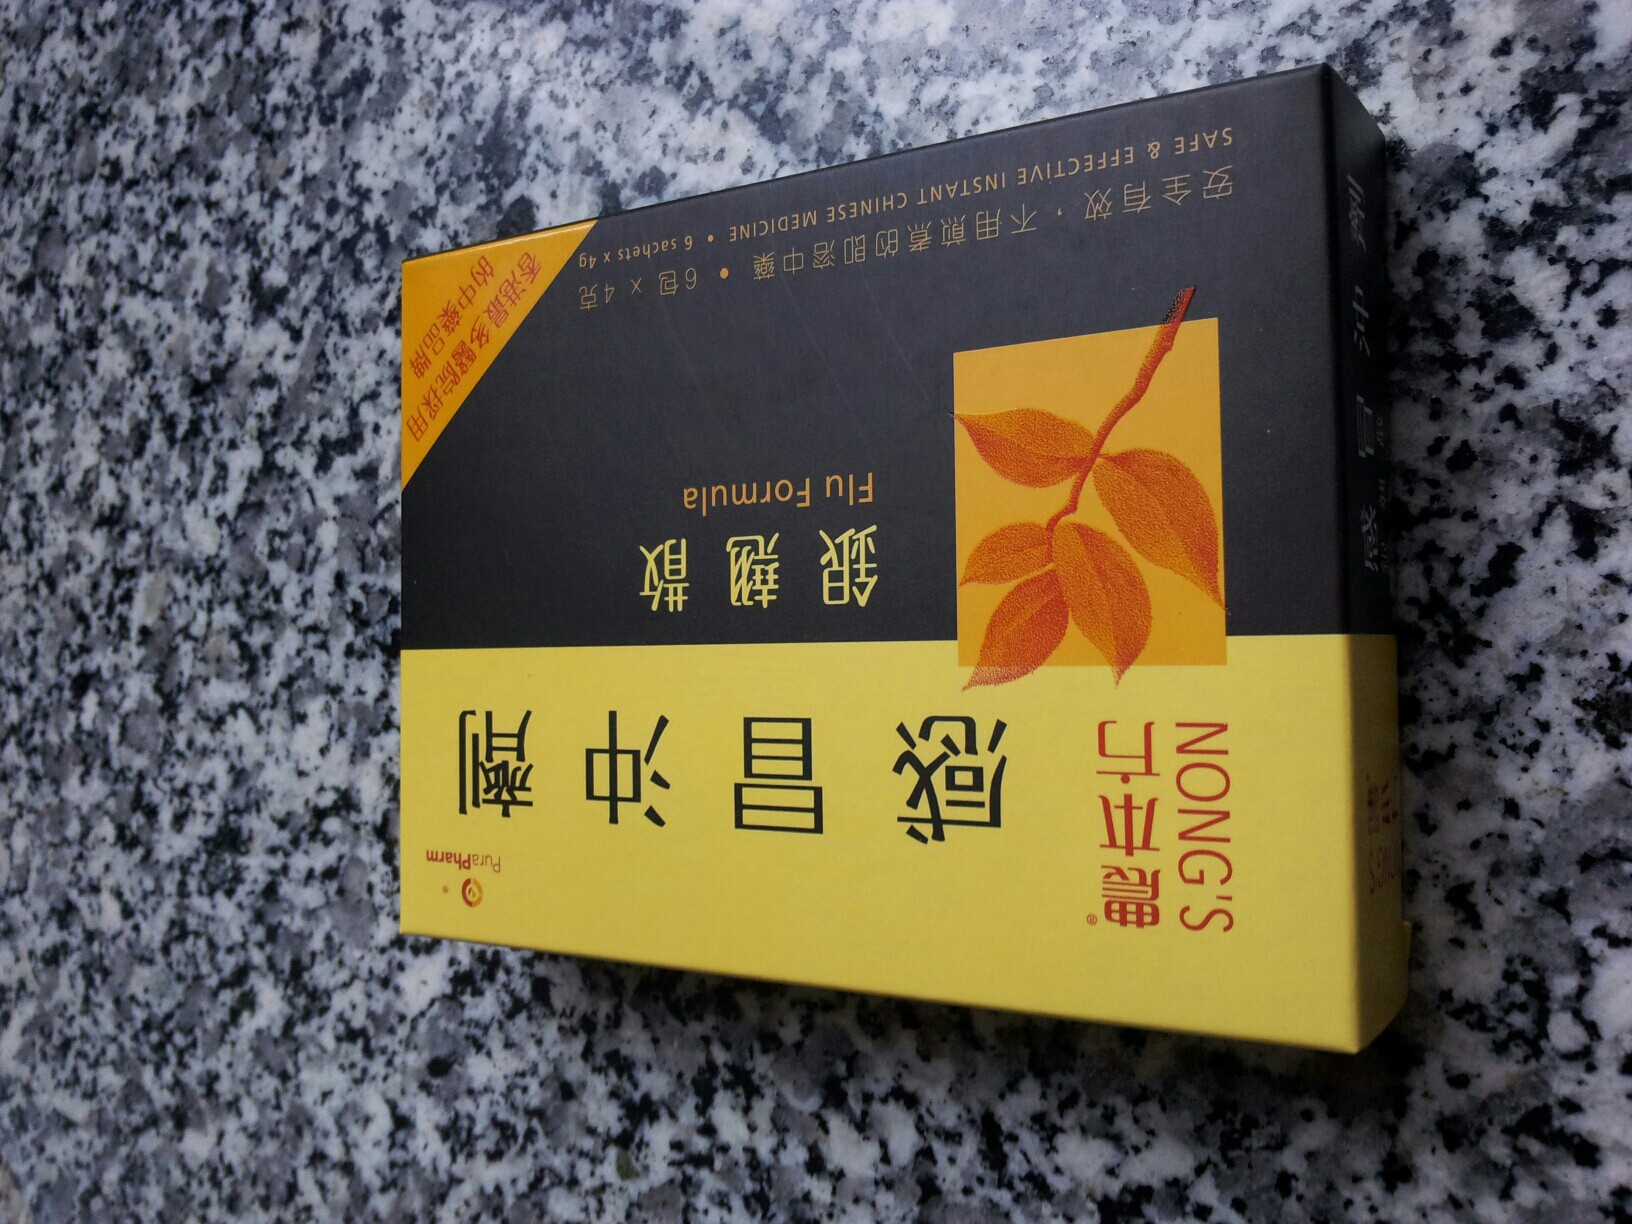 NONG'S
農本方®
PuraPharm
®
感冒沖劑
銀翹散
Flu Formula
安全有效，不用煎煮的即溶中藥 • 6包 x 4克
SAFE & EFFECTIVE INSTANT CHINESE MEDICINE • 6 sachets x 4g
香港最多醫院採用
的中藥品牌